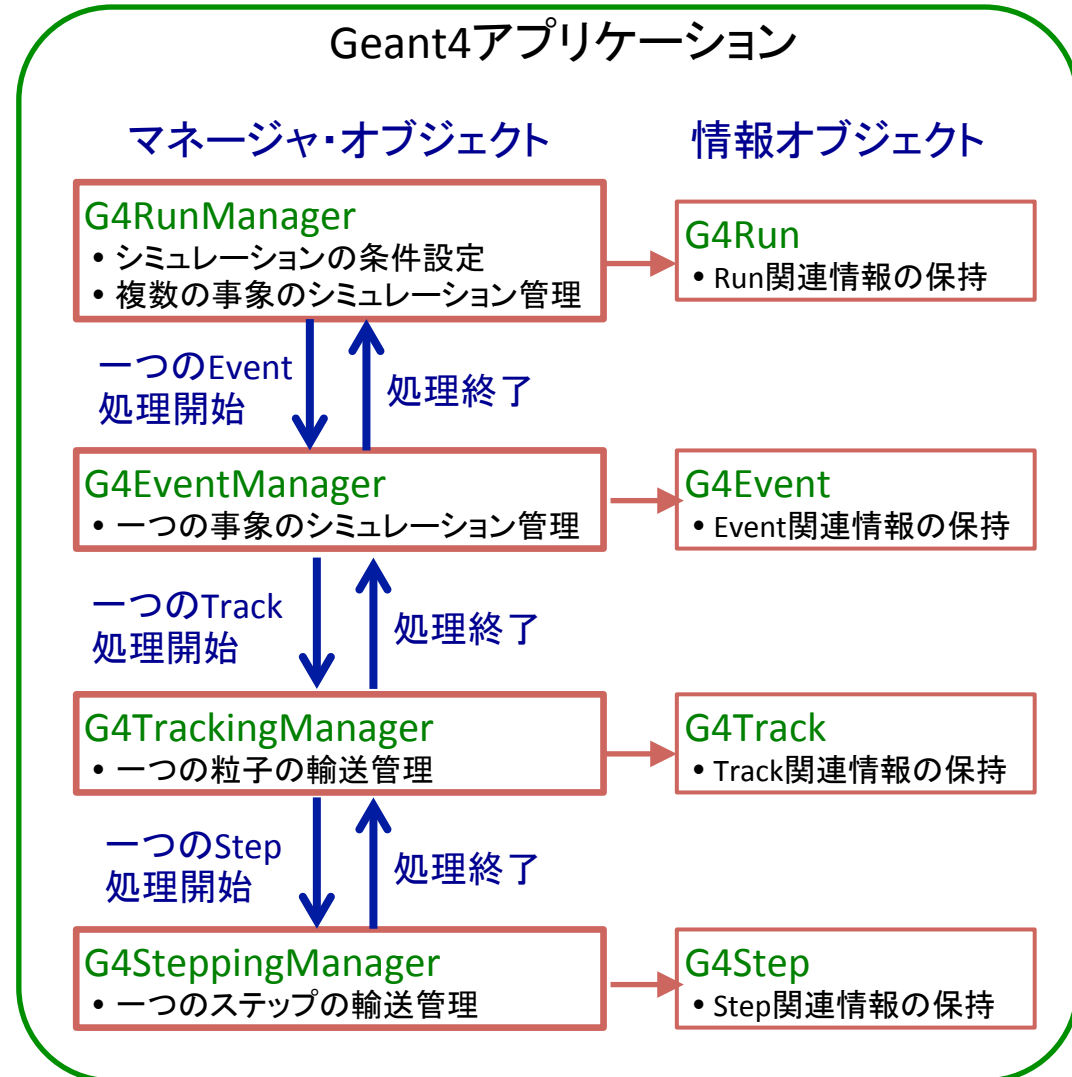 Geant4アプリケーション
マネージャ・オブジェクト
情報オブジェクト
G4RunManager
• シミュレーションの条件設定
• 複数の事象のシミュレーション管理
G4Run
• Run関連情報の保持
一つのEvent
処理開始
処理終了
G4EventManager
• 一つの事象のシミュレーション管理
G4Event
• Event関連情報の保持
一つのTrack
処理開始
処理終了
G4TrackingManager
• 一つの粒子の輸送管理
G4Track
• Track関連情報の保持
一つのStep
処理開始
処理終了
G4SteppingManager
• 一つのステップの輸送管理
G4Step
• Step関連情報の保持